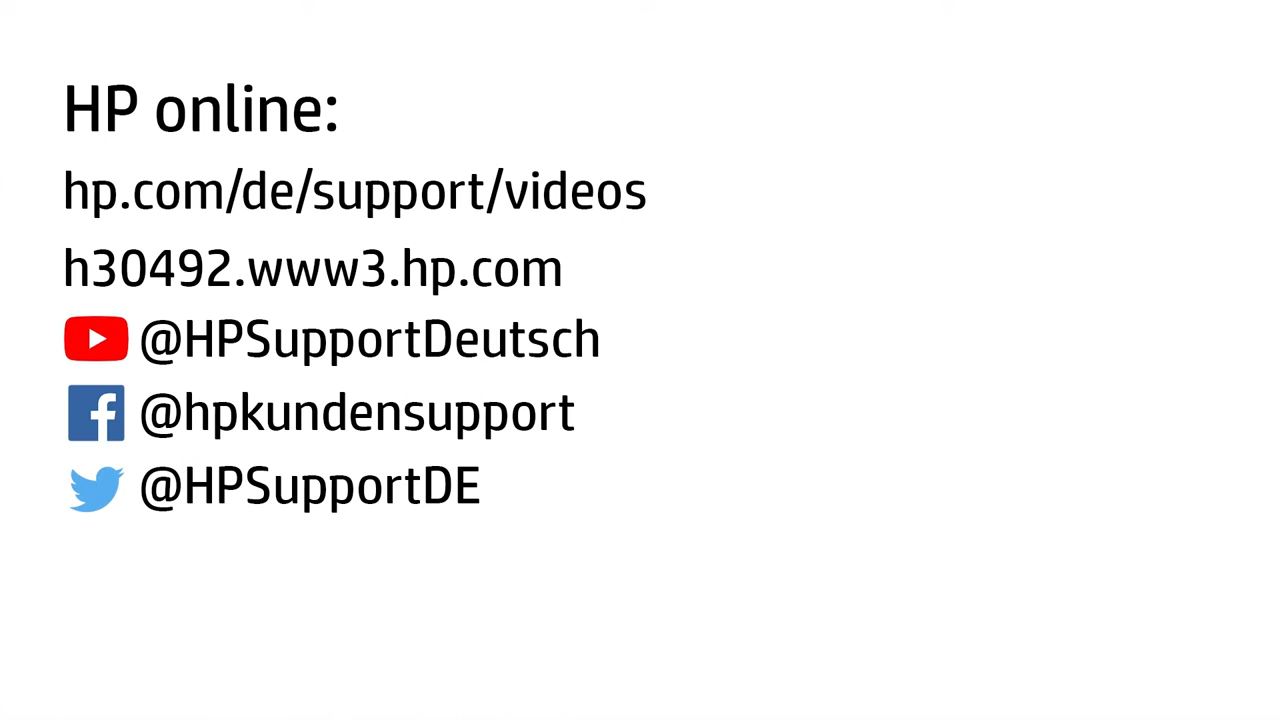 HP online:
hp.com/de/support/videos
h30492.www3.hp.com
@HPSupportDeutsch
@hpkundensupport
@HPSupportDE